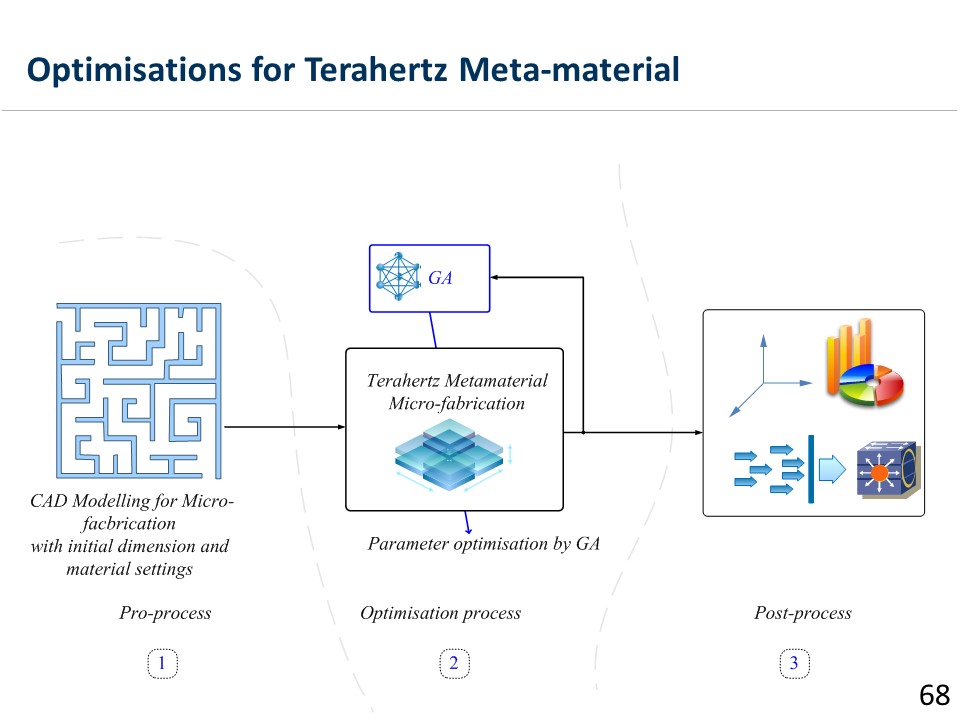 Optimisations for Terahertz Meta-material
GA
Terahertz Metamaterial
Micro-fabrication
CAD Modelling for Micro-
facbrication
with initial dimension and
material settings
Parameter optimisation by GA
Pro-process
Optimisation process
Post-process
1
2
3
68